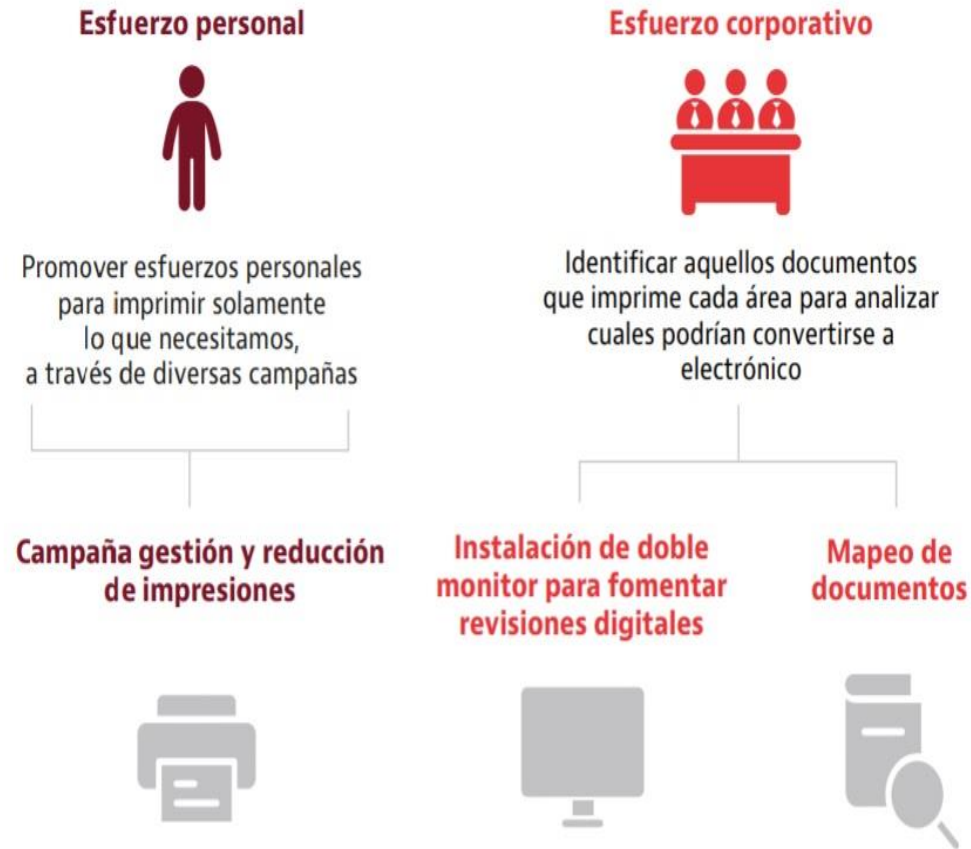 Esfuerzo personal
Promover esfuerzos personales
para imprimir solamente
lo que necesitamos,
a través de diversas campañas
Campaña gestión y reducción
de impresiones
Esfuerzo corporativo
Identificar aquellos documentos
que imprime cada área para analizar
cuales podrían convertirse a
electrónico
Instalación de doble
monitor para fomentar
revisiones digitales
Mapeo de
documentos